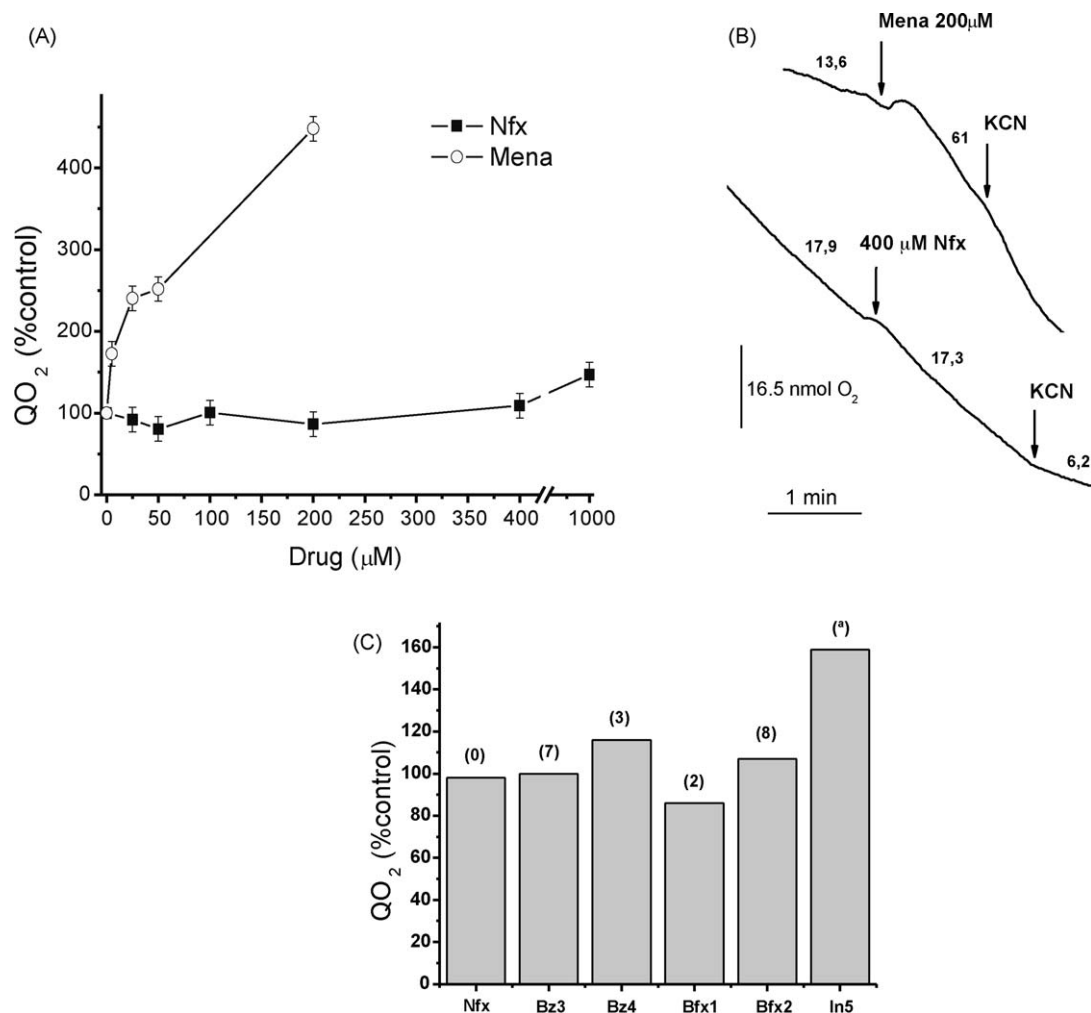 (A)
QO2 (%control)
400
300
200
100
0
Nfx
Mena
0 50 100 150 200 250 300 350 400 1000
Drug (μM)
(B)
Mena 200μM
13,6
61
KCN
17,9
400 μM Nfx
17,3
KCN
6,2
16.5 nmol O2
1 min
(C)
QO2 (%control)
160
140
120
100
80
60
40
20
0
(0) (7) (3) (2) (8) (ª)
Nfx Bz3 Bz4 Bfx1 Bfx2 In5